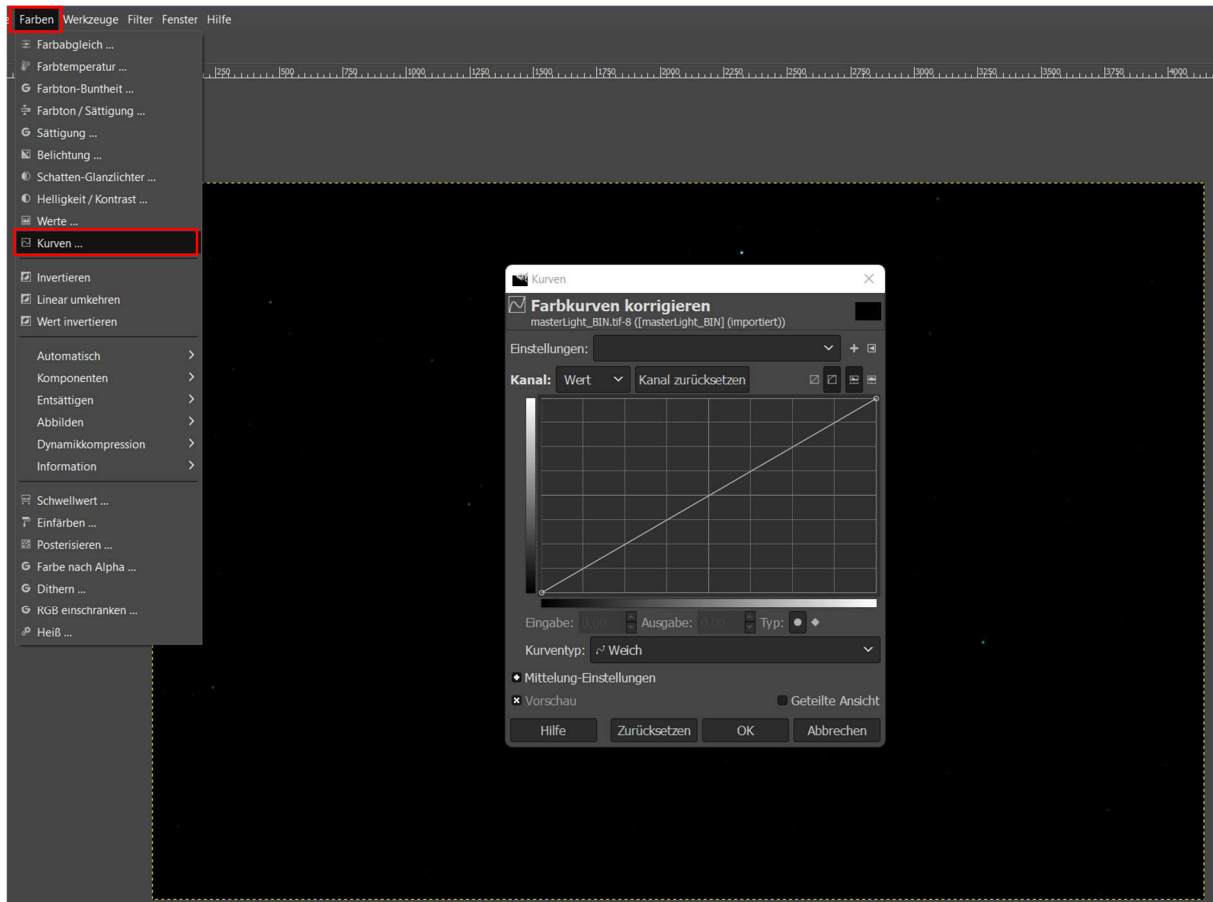 Farben Werkzeuge Filter Fenster Hilfe
Farbabgleich ...
Farbtemperatur ...
Farbton-Buntheit ...
Farbton / Sättigung ...
Sättigung ...
Belichtung ...
Schatten-Glanzlichter ...
Helligkeit / Kontrast ...
Werte ...
Kurven ...
Invertieren
Linear umkehren
Wert invertieren
Automatisch
Komponenten
Entsättigen
Abbilden
Dynamikkompression
Information
Schwellwert ...
Einfärben ...
Posterisieren ...
Farbe nach Alpha ...
Dithern ...
RGB einschränken ...
Heiß ...
250 500 750 1000 1250 1500 1750 2000 2250 2500 2750 3000 3250 3500 3750 4000
Kurven
Farbkurven korrigieren
masterLight_BIN.tif-8 ([masterLight_BIN] (importiert))
Einstellungen:
Kanal: Wert Kanal zurücksetzen
Eingabe: 0,00 Ausgabe: 0,00 Typ:
Kurventyp: Weich
Mittelung-Einstellungen
Vorschau Geteilte Ansicht
Hilfe Zurücksetzen OK Abbrechen